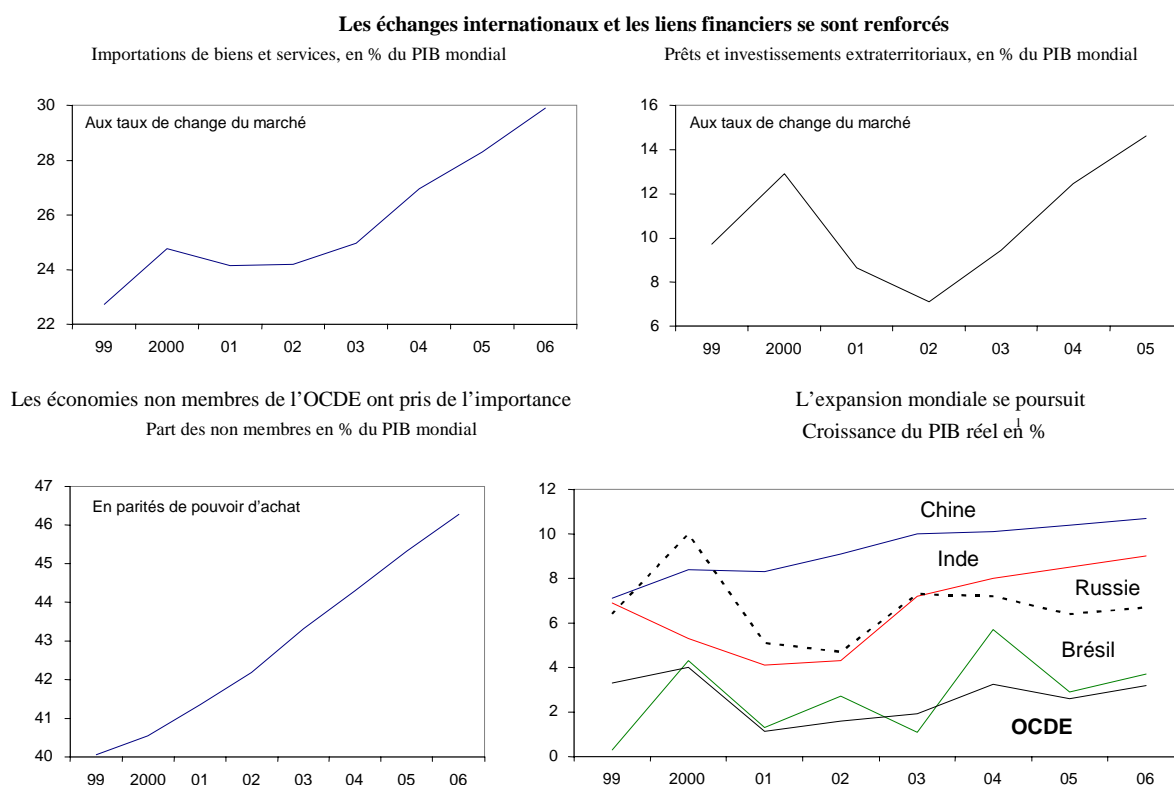 Les échanges internationaux et les liens financiers se sont renforcés
Importations de biens et services, en % du PIB mondial
30
28
26
24
22
Aux taux de change du marché
99 2000 01 02 03 04 05 06
Prêts et investissements extraterritoriaux, en % du PIB mondial
16
14
12
10
8
6
Aux taux de change du marché
99 2000 01 02 03 04 05
Les économies non membres de l'OCDE ont pris de l'importance
Part des non membres en % du PIB mondial
47
46
45
44
43
42
41
40
En parités de pouvoir d'achat
99 2000 01 02 03 04 05 06
L'expansion mondiale se poursuit
Croissance du PIB réel en1 %
12
10
8
6
4
2
0
Chine
Inde
Russie
Brésil
OCDE
99 2000 01 02 03 04 05 06